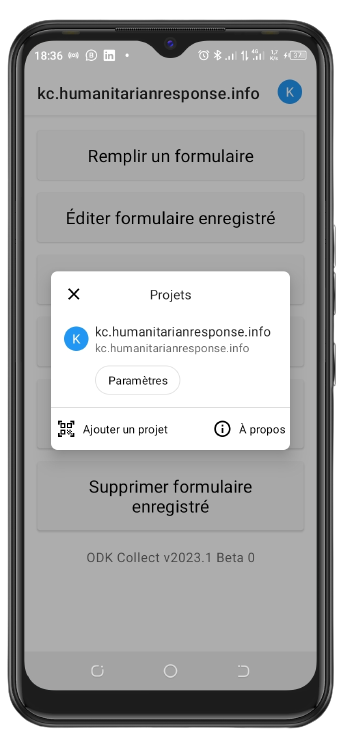 18:36
kc.humanitarianresponse.info
K
Remplir un formulaire
Éditer formulaire enregistré
Projets
K
kc.humanitarianresponse.info
kc.humanitarianresponse.info
Paramètres
Ajouter un projet
À propos
Supprimer formulaire
enregistré
ODK Collect v2023.1 Beta 0